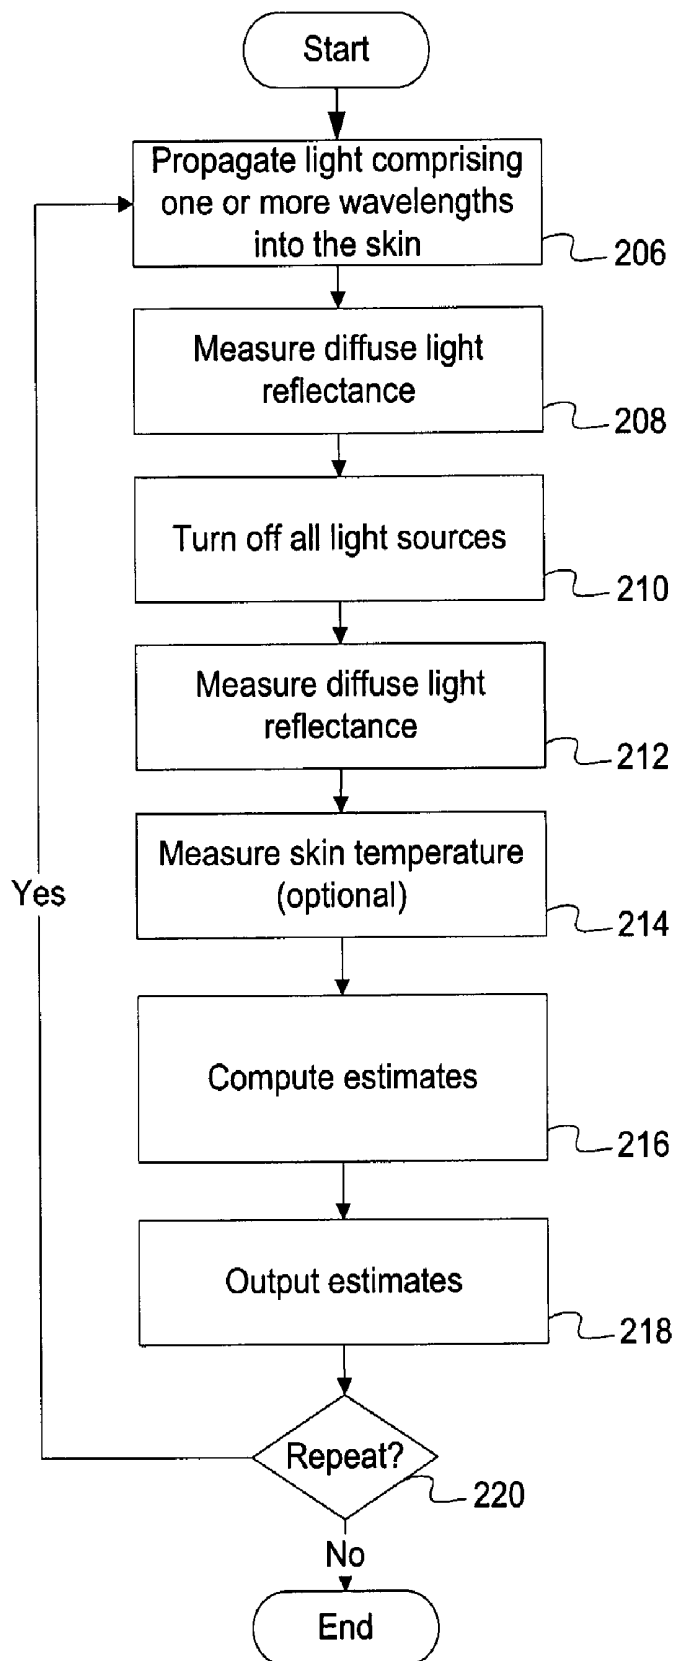 Start
Propagate light comprising
one or more wavelengths
into the skin
206
Measure diffuse light
reflectance
208
Turn off all light sources
210
Measure diffuse light
reflectance
212
Measure skin temperature
(optional)
214
Yes
Compute estimates
216
Output estimates
218
Repeat?
220
No
End